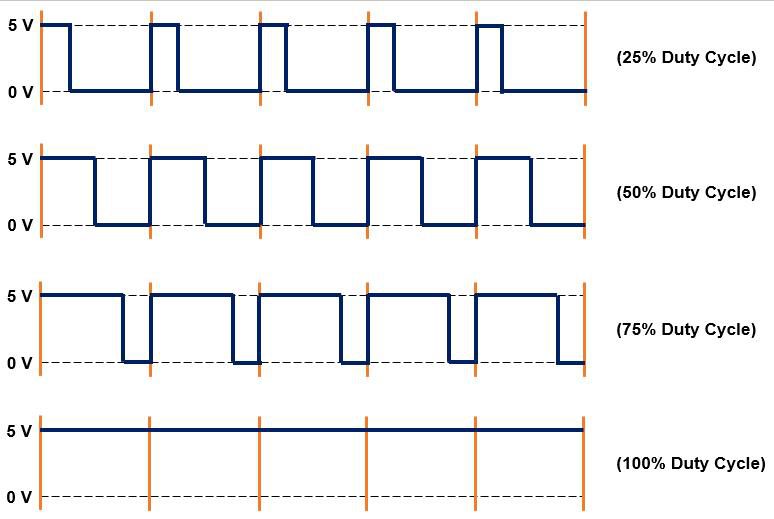 5 V
(25% Duty Cycle)
0 V
5 V
(50% Duty Cycle)
0 V
5 V
(75% Duty Cycle)
0 V
5 V
(100% Duty Cycle)
0 V